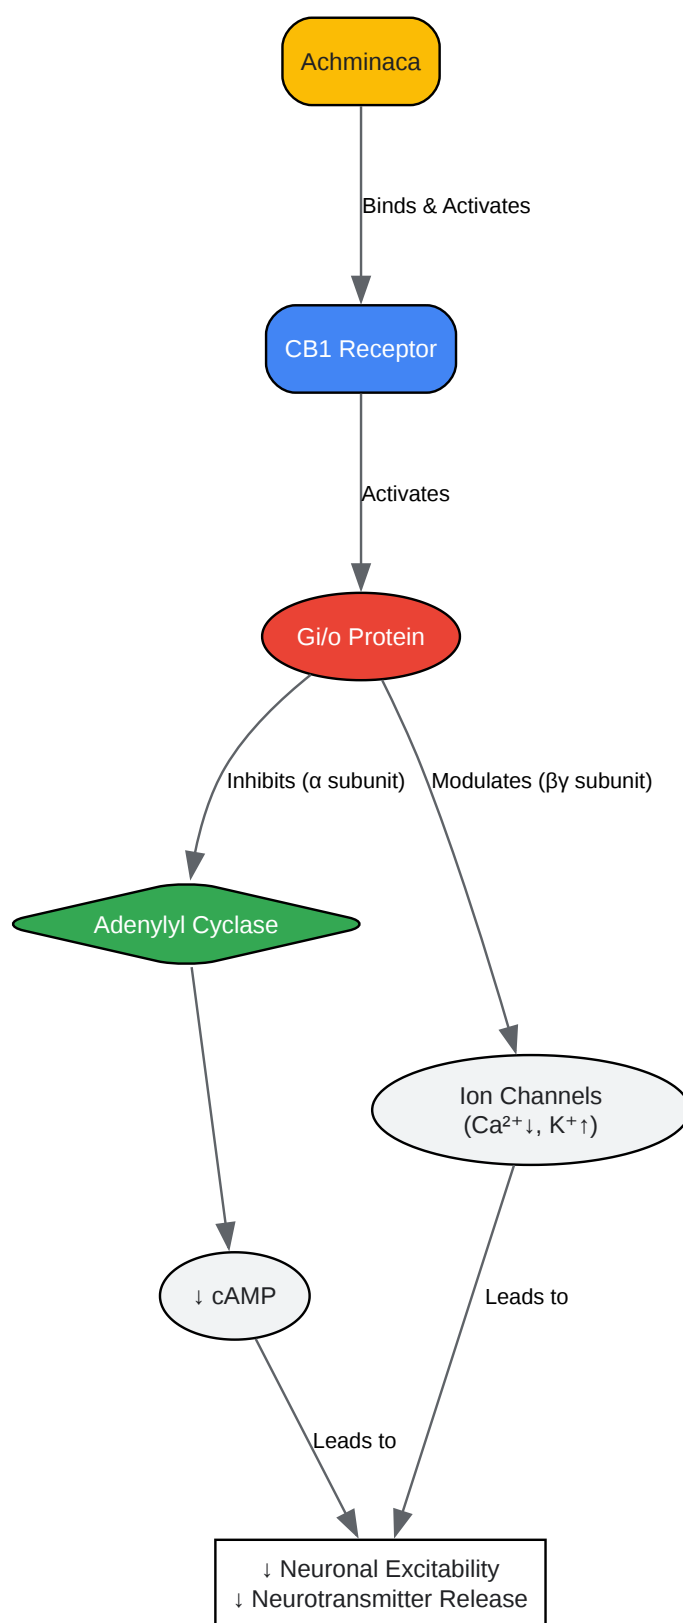 Achminaca
Binds & Activates
CB1 Receptor
Activates
Gi/o Protein
Inhibits (α subunit)
Modulates (βγ subunit)
Adenylyl Cyclase
Ion Channels
(Ca²⁺↓, K⁺↑)
↓ cAMP
Leads to
Leads to
↓ Neuronal Excitability
↓ Neurotransmitter Release